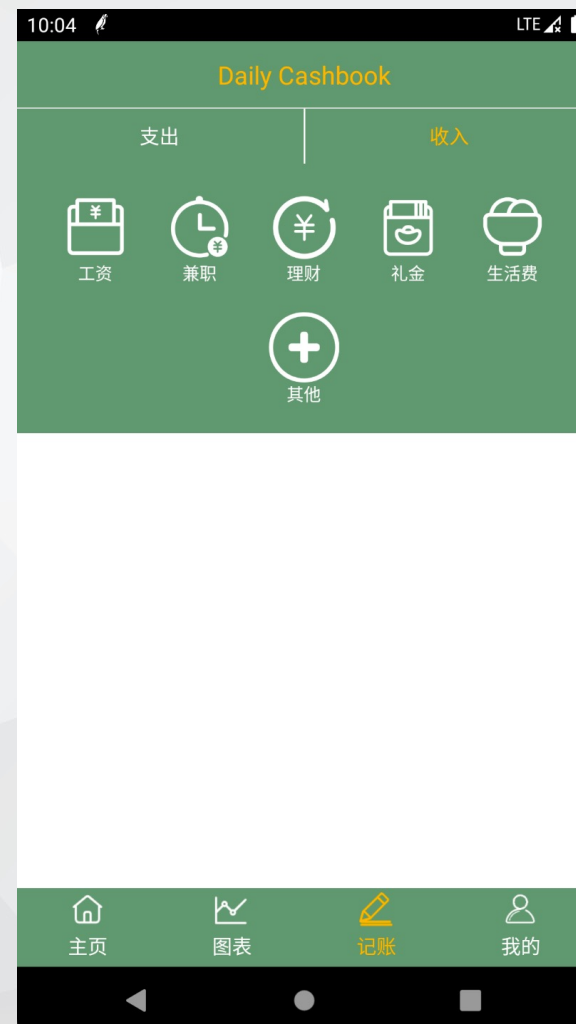 10:04 LTE
Daily Cashbook
支出 收入
工资 兼职 理财 礼金 生活费
其他
主页 图表 记账 我的